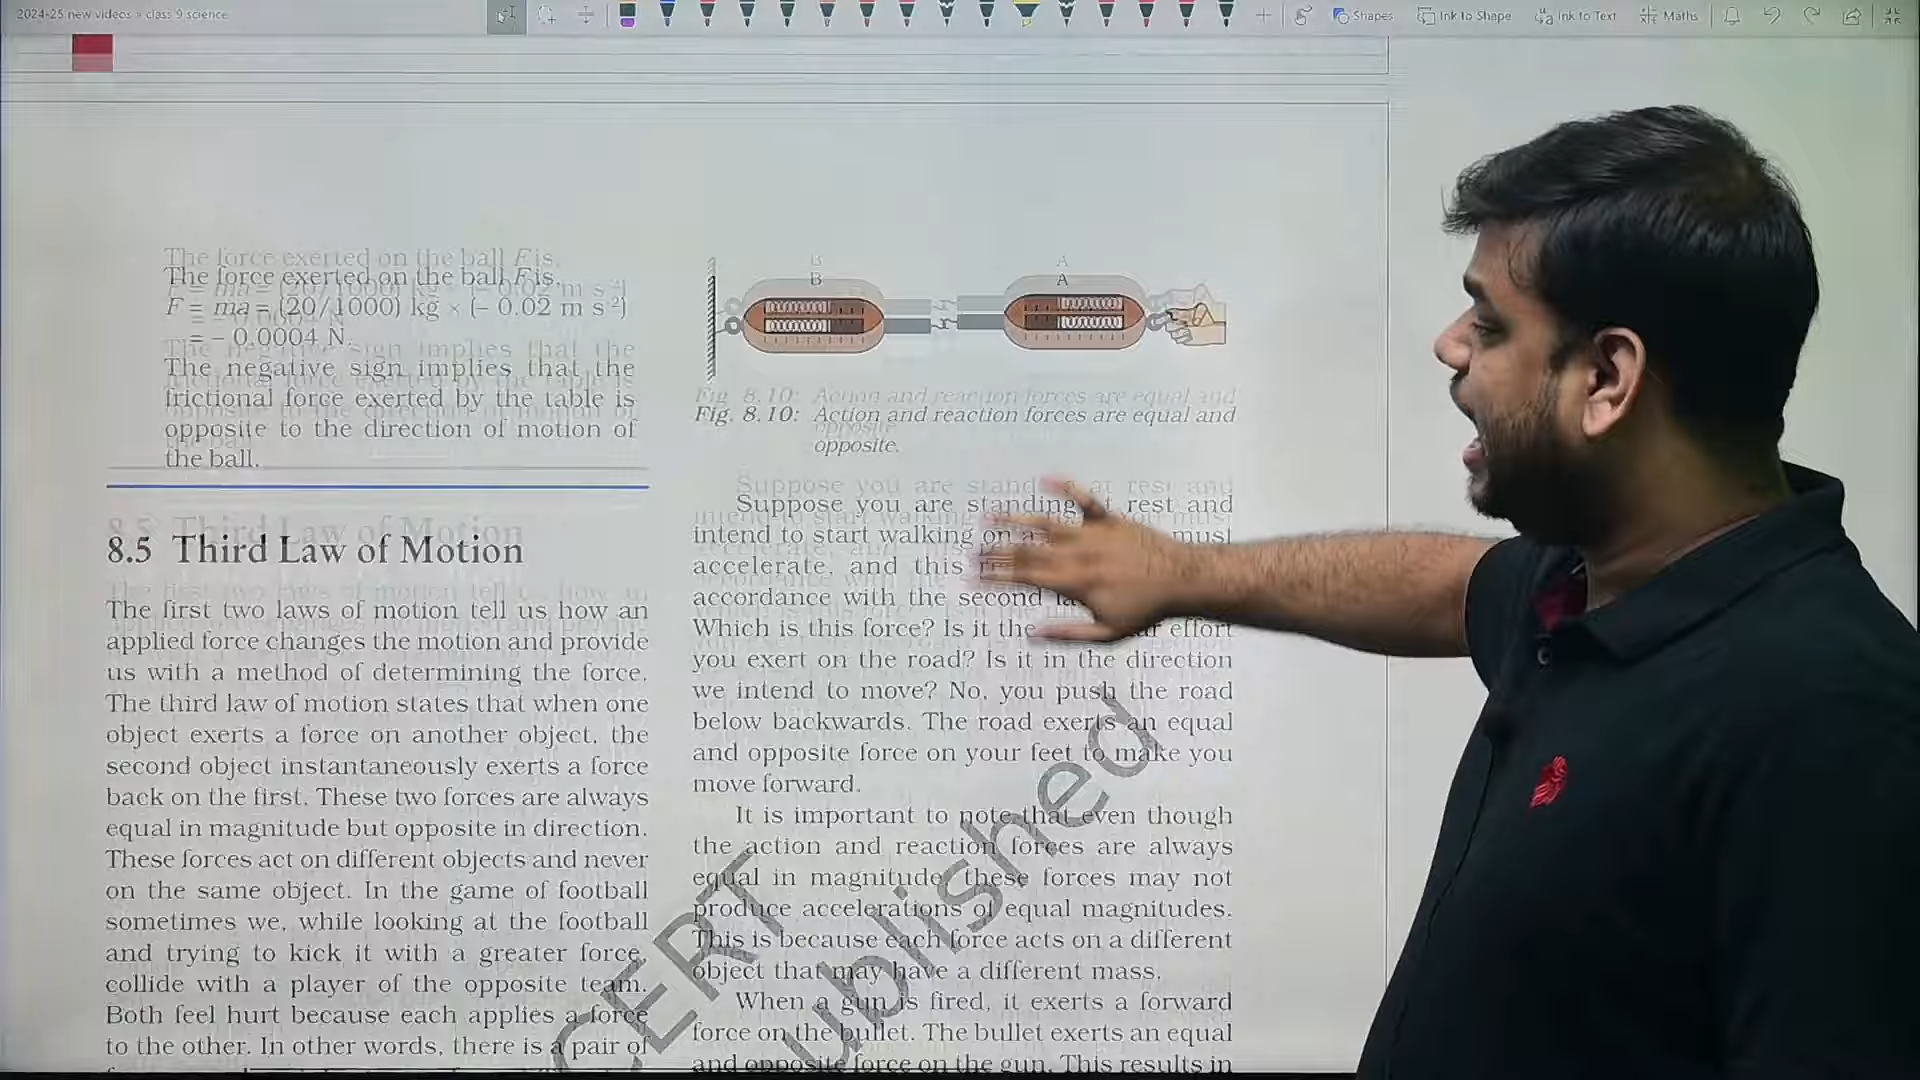 2024-25 new videos » class 9 science
Shapes
Ink to Shape
Ink to Text
Maths
The force exerted on the ball F is,
F = ma = (20/1000) kg × (– 0.02 m s⁻²)
= – 0.0004 N.
The negative sign implies that the
frictional force exerted by the table is
opposite to the direction of motion of
the ball.
8.5 Third Law of Motion
The first two laws of motion tell us how an
applied force changes the motion and provide
us with a method of determining the force.
The third law of motion states that when one
object exerts a force on another object, the
second object instantaneously exerts a force
back on the first. These two forces are always
equal in magnitude but opposite in direction.
These forces act on different objects and never
on the same object. In the game of football
sometimes we, while looking at the football
and trying to kick it with a greater force,
collide with a player of the opposite team.
Both feel hurt because each applies a force
to the other. In other words, there is a pair of
B
A
Fig. 8.10: Action and reaction forces are equal and
opposite.
Suppose you are standing at rest and
intend to start walking on a must
accelerate, and this
accordance with the second
Which is this force? Is it the effort
you exert on the road? Is it in the direction
we intend to move? No, you push the road
below backwards. The road exerts an equal
and opposite force on your feet to make you
move forward.
It is important to note that even though
the action and reaction forces are always
equal in magnitude, these forces may not
produce accelerations of equal magnitudes.
This is because each force acts on a different
object that may have a different mass.
When a gun is fired, it exerts a forward
force on the bullet. The bullet exerts an equal
and opposite force on the gun. This results in
CERT
ublished